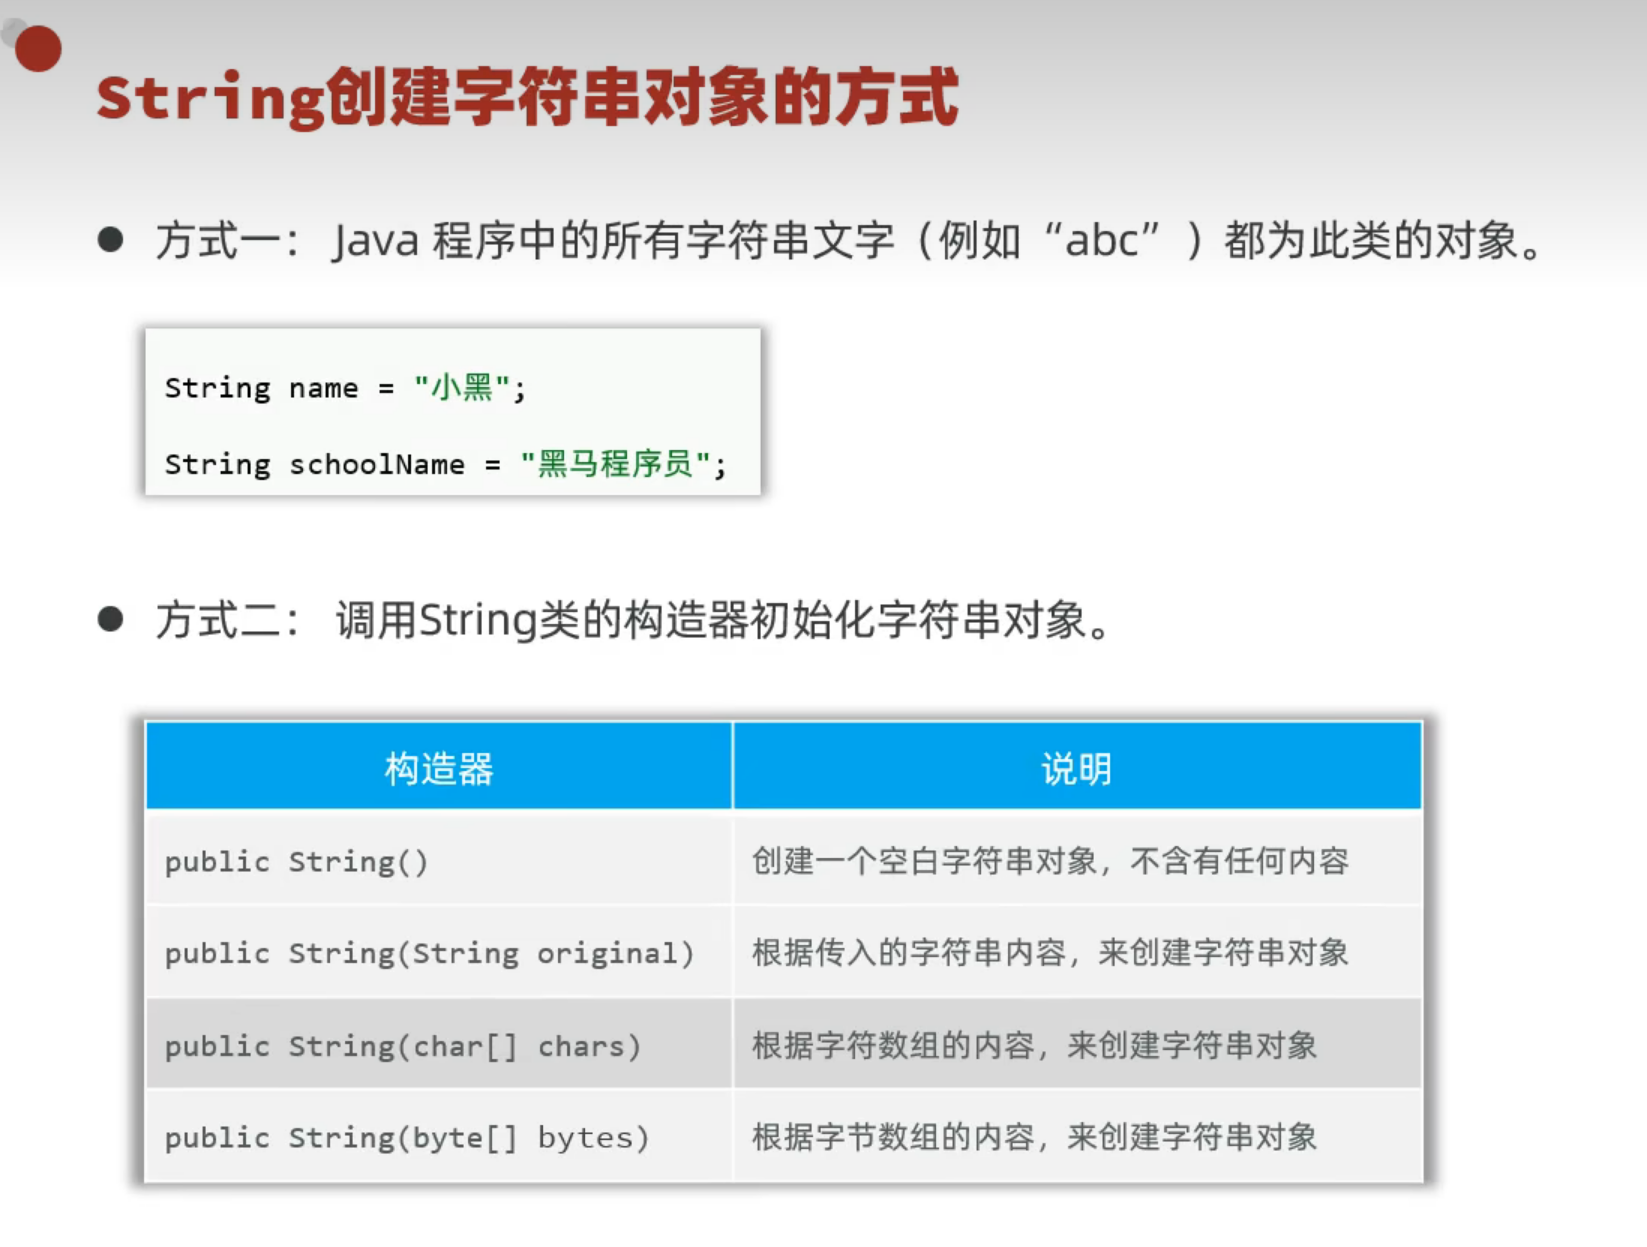 String创建字符串对象的方式
方式一： Java 程序中的所有字符串文字（例如“abc” ）都为此类的对象。
String name = "小黑";
String schoolName = "黑马程序员";
方式二： 调用String类的构造器初始化字符串对象。
构造器 说明
public String() 创建一个空白字符串对象，不含有任何内容
public String(String original) 根据传入的字符串内容，来创建字符串对象
public String(char[] chars) 根据字符数组的内容，来创建字符串对象
public String(byte[] bytes) 根据字节数组的内容，来创建字符串对象